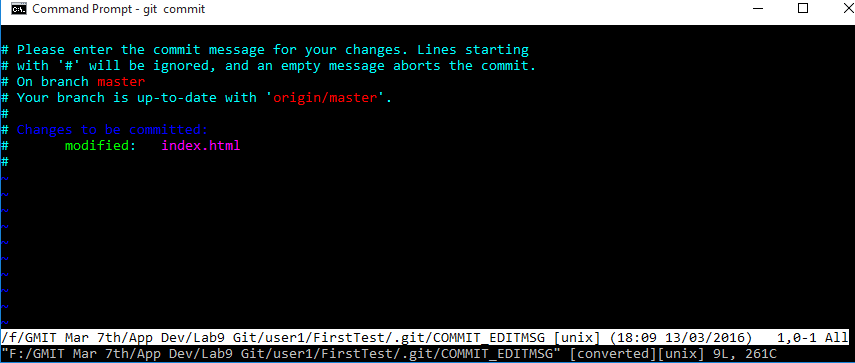 Command Prompt - git  commit
# Please enter the commit message for your changes. Lines starting
# with '#' will be ignored, and an empty message aborts the commit.
# On branch master
# Your branch is up-to-date with 'origin/master'.
#
# Changes to be committed:
#       modified:   index.html
#
~
~
~
~
~
~
~
~
~
~
/f/GMIT Mar 7th/App Dev/Lab9 Git/user1/FirstTest/.git/COMMIT_EDITMSG [unix] (18:09 13/03/2016)   1,0-1 All
"F:/GMIT Mar 7th/App Dev/Lab9 Git/user1/FirstTest/.git/COMMIT_EDITMSG" [converted][unix] 9L, 261C